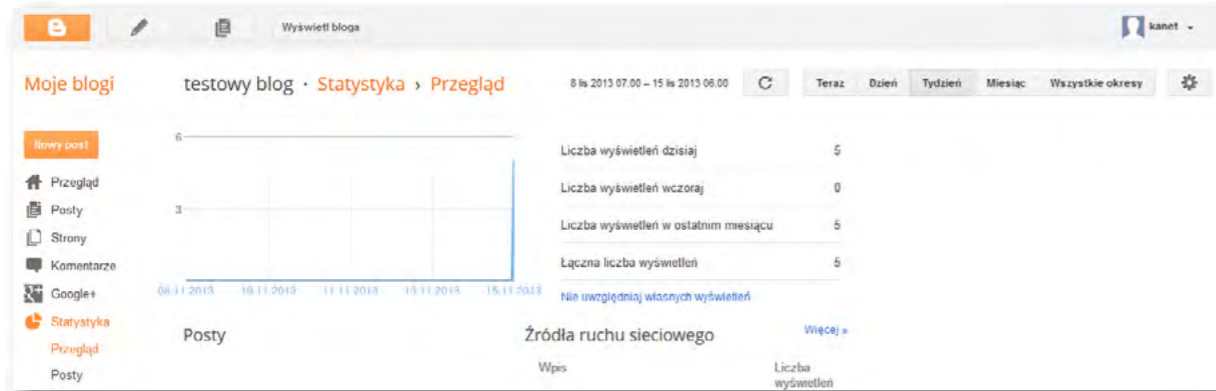 Wyświetl bloga
kanet
Moje blogi
testowy blog · Statystyka › Przegląd
8 lis 2013 07:00 – 15 lis 2013 06:00
Teraz Dzień Tydzień Miesiąc Wszystkie okresy
Nowy post
Przegląd
Posty
Strony
Komentarze
Google+
Statystyka
Przegląd
Posty
6
3
08.11.2013 11.11.2013 13.11.2013 15.11.2013
Liczba wyświetleń dzisiaj 5
Liczba wyświetleń wczoraj 0
Liczba wyświetleń w ostatnim miesiącu 5
Łączna liczba wyświetleń 5
Nie uwzględniaj własnych wyświetleń
Posty
Źródła ruchu sieciowego
Więcej »
Wpis
Liczba
wyświetleń